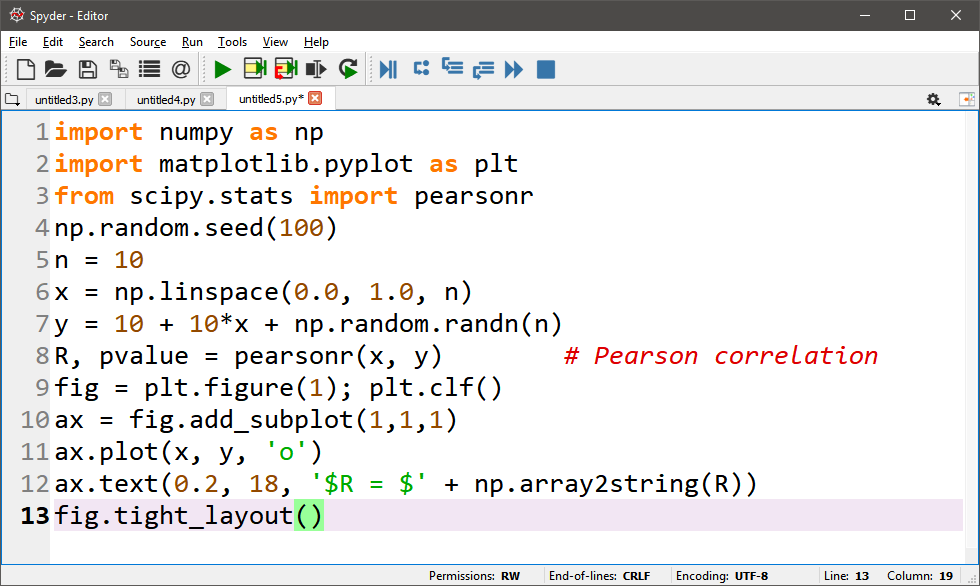 Spyder - Editor
File Edit Search Source Run Tools View Help
untitled3.py untitled4.py untitled5.py*
1 import numpy as np
2 import matplotlib.pyplot as plt
3 from scipy.stats import pearsonr
4 np.random.seed(100)
5 n = 10
6 x = np.linspace(0.0, 1.0, n)
7 y = 10 + 10*x + np.random.randn(n)
8 R, pvalue = pearsonr(x, y)        # Pearson correlation
9 fig = plt.figure(1); plt.clf()
10 ax = fig.add_subplot(1,1,1)
11 ax.plot(x, y, 'o')
12 ax.text(0.2, 18, '$R = $' + np.array2string(R))
13 fig.tight_layout()
Permissions: RW End-of-lines: CRLF Encoding: UTF-8 Line: 13 Column: 19